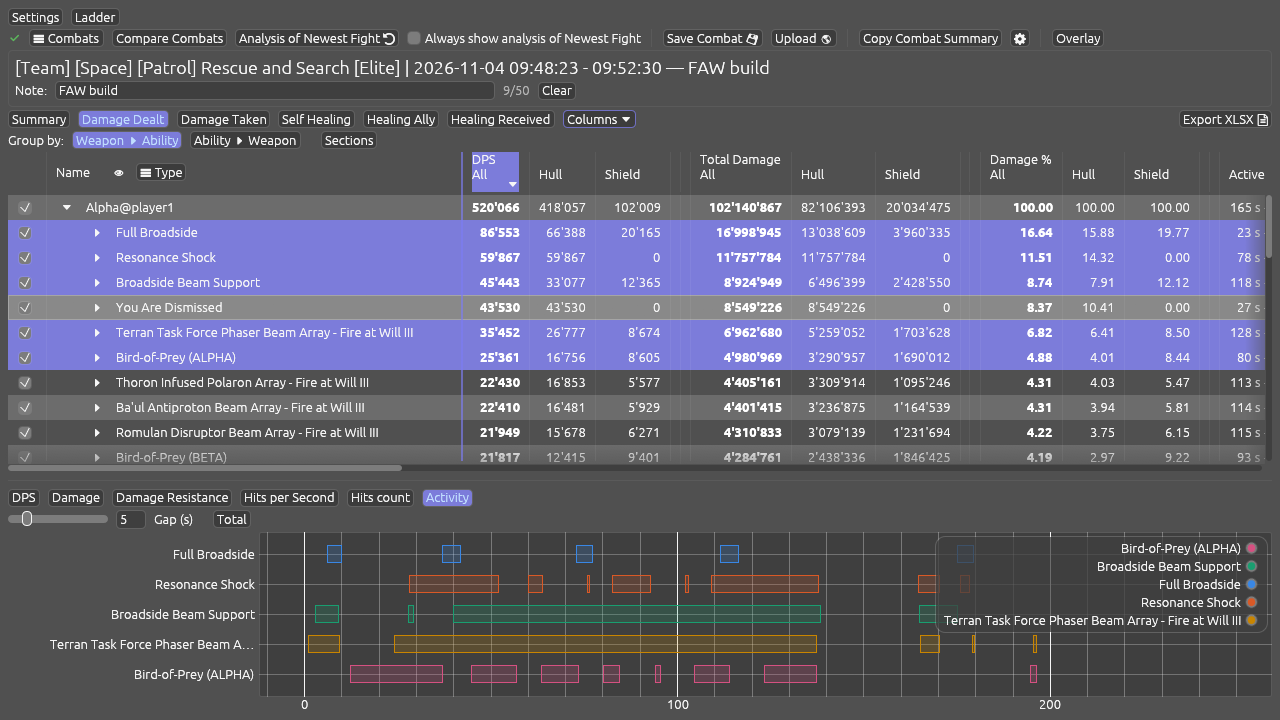 Settings Ladder
Combats Compare Combats Analysis of Newest Fight Always show analysis of Newest Fight Save Combat Upload Copy Combat Summary Overlay
[Team] [Space] [Patrol] Rescue and Search [Elite] | 2026-11-04 09:48:23 - 09:52:30 — FAW build
Note: FAW build 9/50 Clear
Summary Damage Dealt Damage Taken Self Healing Healing Ally Healing Received Columns Export XLSX
Group by: Weapon Ability Ability Weapon Sections
DPS Total Damage Damage %
Name Type All Hull Shield All Hull Shield All Hull Shield Active
Alpha@player1 520'066 418'057 102'009 102'140'867 82'106'393 20'034'475 100.00 100.00 100.00 165 s
Full Broadside 86'553 66'388 20'165 16'998'945 13'038'609 3'960'335 16.64 15.88 19.77 23 s
Resonance Shock 59'867 59'867 0 11'757'784 11'757'784 0 11.51 14.32 0.00 78 s
Broadside Beam Support 45'443 33'077 12'365 8'924'949 6'496'399 2'428'550 8.74 7.91 12.12 118 s
You Are Dismissed 43'530 43'530 0 8'549'226 8'549'226 0 8.37 10.41 0.00 27 s
Terran Task Force Phaser Beam Array - Fire at Will III 35'452 26'777 8'674 6'962'680 5'259'052 1'703'628 6.82 6.41 8.50 128 s
Bird-of-Prey (ALPHA) 25'361 16'756 8'605 4'980'969 3'290'957 1'690'012 4.88 4.01 8.44 80 s
Thoron Infused Polaron Array - Fire at Will III 22'430 16'853 5'577 4'405'161 3'309'914 1'095'246 4.31 4.03 5.47 113 s
Ba'ul Antiproton Beam Array - Fire at Will III 22'410 16'481 5'929 4'401'415 3'236'875 1'164'539 4.31 3.94 5.81 114 s
Romulan Disruptor Beam Array - Fire at Will III 21'949 15'678 6'271 4'310'833 3'079'139 1'231'694 4.22 3.75 6.15 115 s
Bird-of-Prey (BETA) 21'817 12'415 9'401 4'284'761 2'438'336 1'846'425 4.19 2.97 9.22 93 s
DPS Damage Damage Resistance Hits per Second Hits count Activity
5 Gap (s) Total
Full Broadside
Resonance Shock
Broadside Beam Support
Terran Task Force Phaser Beam A…
Bird-of-Prey (ALPHA)
Bird-of-Prey (ALPHA)
Broadside Beam Support
Full Broadside
Resonance Shock
Terran Task Force Phaser Beam Array - Fire at Will III
0 100 200